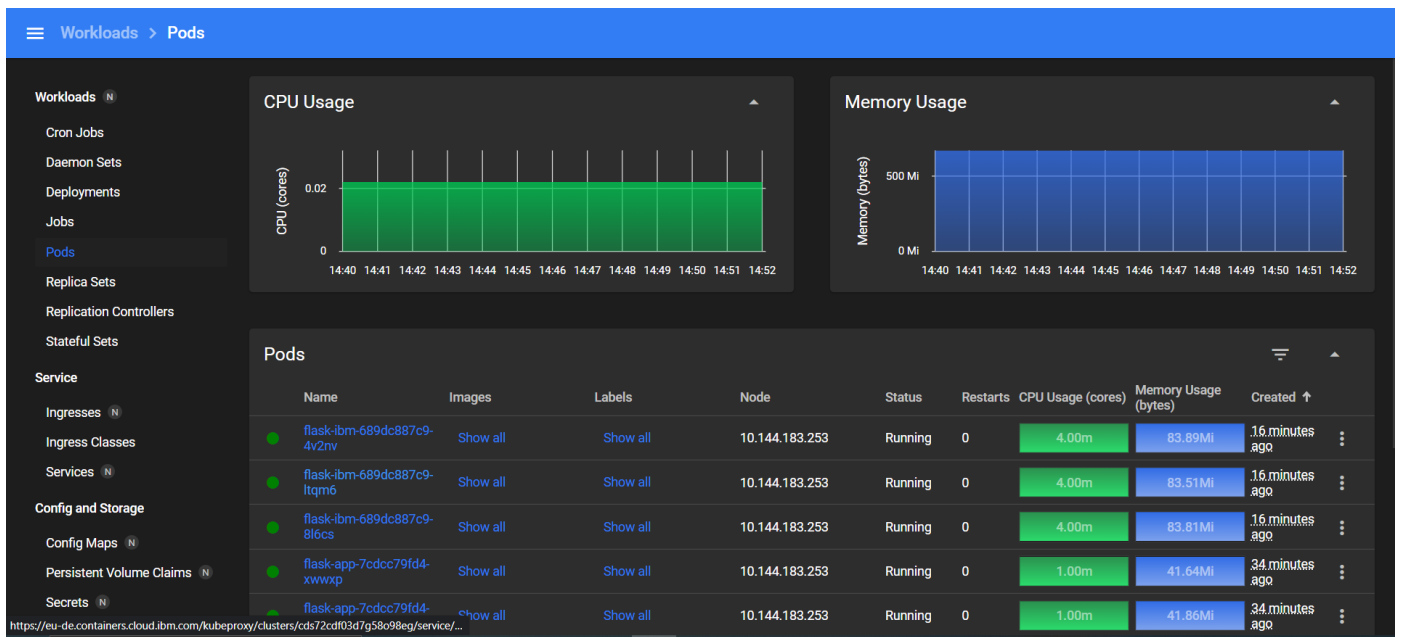 Workloads > Pods
Workloads N
Cron Jobs
Daemon Sets
Deployments
Jobs
Pods
Replica Sets
Replication Controllers
Stateful Sets
Service
Ingresses N
Ingress Classes
Services N
Config and Storage
Config Maps N
Persistent Volume Claims N
Secrets N
CPU Usage
CPU (cores)
0.02
0
14:40 14:41 14:42 14:43 14:44 14:45 14:46 14:47 14:48 14:49 14:50 14:51 14:52
Memory Usage
Memory (bytes)
500 Mi
0 Mi
14:40 14:41 14:42 14:43 14:44 14:45 14:46 14:47 14:48 14:49 14:50 14:51 14:52
Pods
Name Images Labels Node Status Restarts CPU Usage (cores) Memory Usage
(bytes) Created
flask-ibm-689dc887c9- Show all Show all 10.144.183.253 Running 0 4.00m 83.89Mi 16 minutes
4v2nv ago
flask-ibm-689dc887c9- Show all Show all 10.144.183.253 Running 0 4.00m 83.51Mi 16 minutes
ltqm6 ago
flask-ibm-689dc887c9- Show all Show all 10.144.183.253 Running 0 4.00m 83.81Mi 16 minutes
8l6cs ago
flask-app-7cdcc79fd4- Show all Show all 10.144.183.253 Running 0 1.00m 41.64Mi 34 minutes
xwwxp ago
flask-app-7cdcc79fd4- Show all Show all 10.144.183.253 Running 0 1.00m 41.86Mi 34 minutes
ago
https://eu-de.containers.cloud.ibm.com/kubeproxy/clusters/cds72cdf03d7g58o98eg/service/...